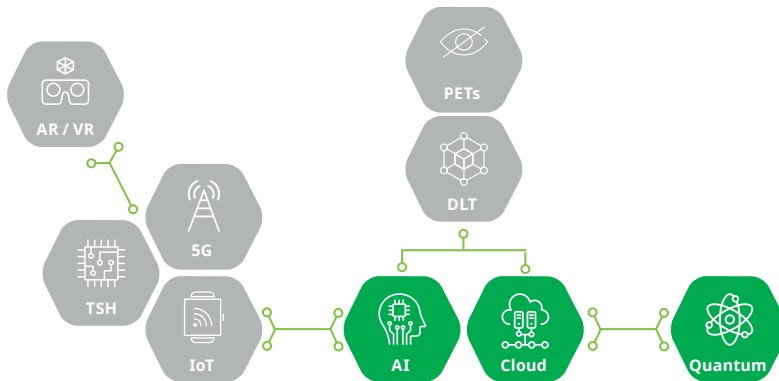 PETs
AR / VR
DLT
5G
TSH
IoT
AI
Cloud
Quantum